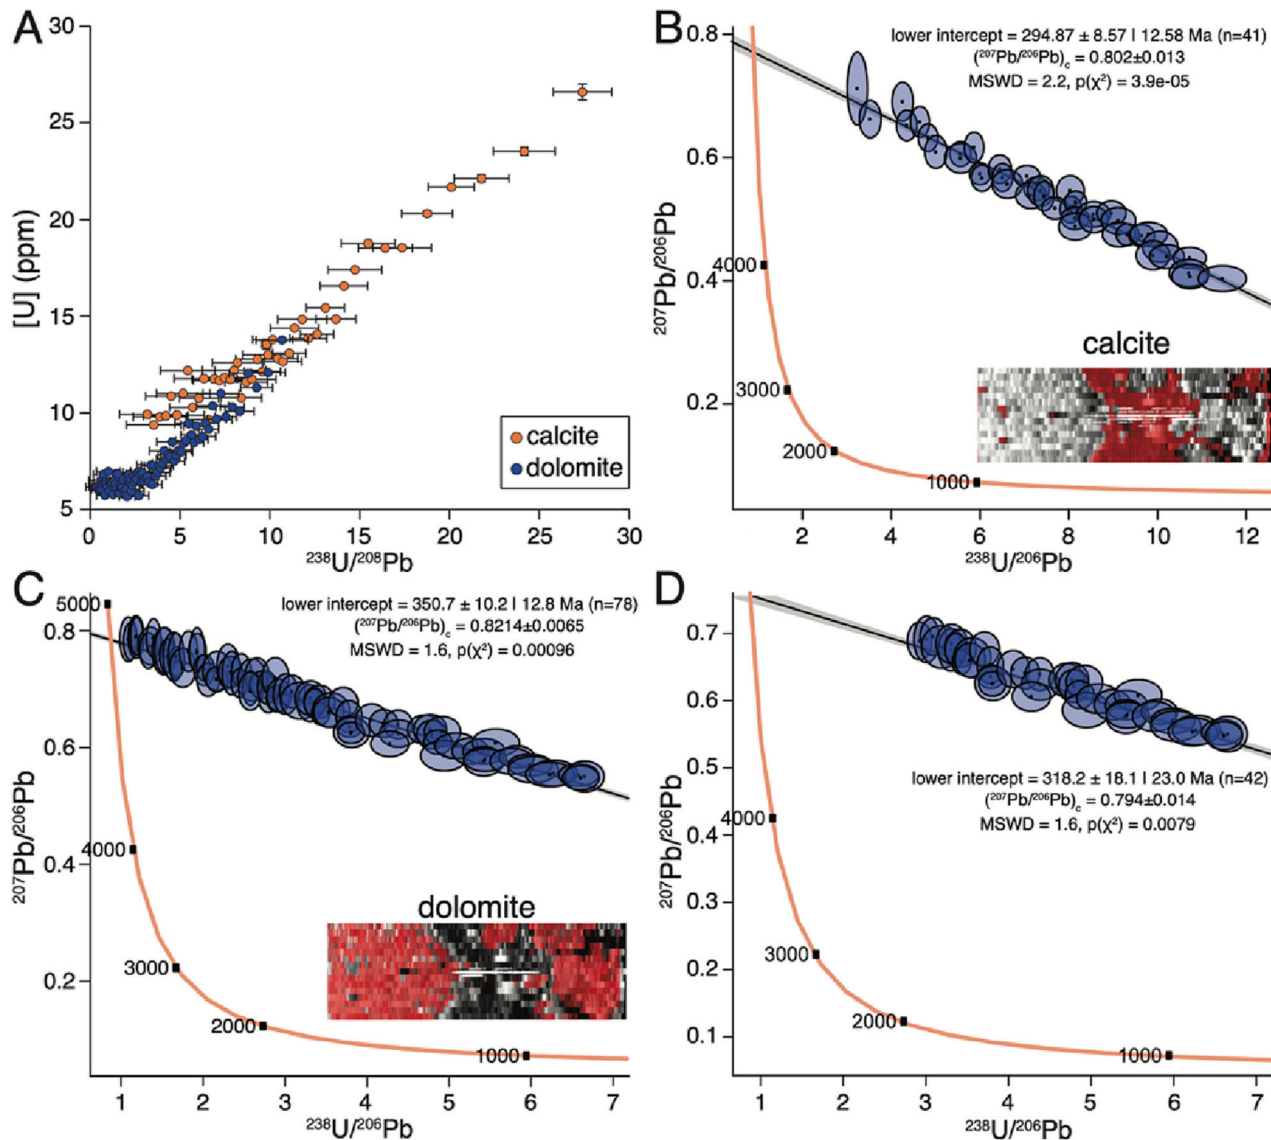 A
30
25
20
15
10
5
[U] (ppm)
0
5
10
15
20
25
30
²³⁸U/²⁰⁸Pb
calcite
dolomite
B
lower intercept = 294.87 ± 8.57 | 12.58 Ma (n=41)
(²⁰⁷Pb/²⁰⁶Pb)c = 0.802±0.013
MSWD = 2.2, p(χ²) = 3.9e-05
0.8
0.6
0.4
0.2
²⁰⁷Pb/²⁰⁶Pb
4000
3000
2000
1000
calcite
2
4
6
8
10
12
²³⁸U/²⁰⁶Pb
C
5000
lower intercept = 350.7 ± 10.2 | 12.8 Ma (n=78)
(²⁰⁷Pb/²⁰⁶Pb)c = 0.8214±0.0065
MSWD = 1.6, p(χ²) = 0.00096
0.8
0.6
0.4
0.2
²⁰⁷Pb/²⁰⁶Pb
4000
3000
2000
1000
dolomite
1
2
3
4
5
6
7
²³⁸U/²⁰⁶Pb
D
0.7
0.6
0.5
0.4
0.3
0.2
0.1
²⁰⁷Pb/²⁰⁶Pb
lower intercept = 318.2 ± 18.1 | 23.0 Ma (n=42)
(²⁰⁷Pb/²⁰⁶Pb)c = 0.794±0.014
MSWD = 1.6, p(χ²) = 0.0079
4000
3000
2000
1000
1
2
3
4
5
6
7
²³⁸U/²⁰⁶Pb